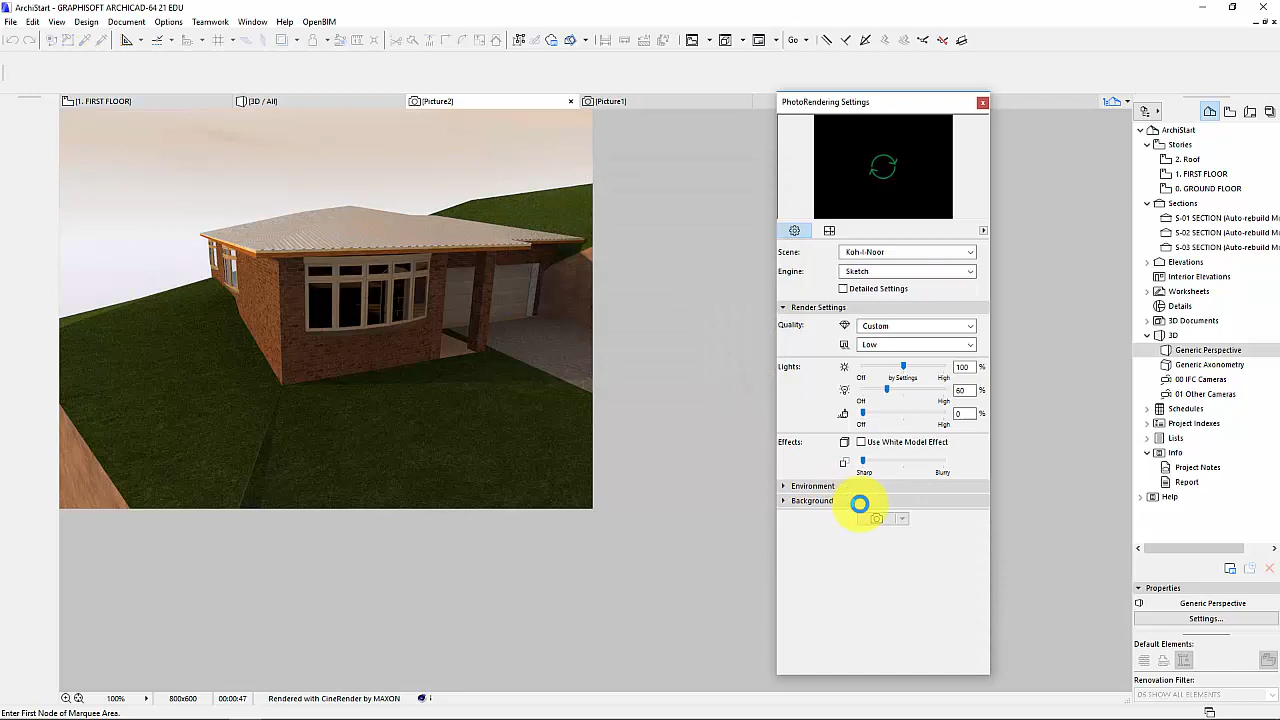 ArchiStart - GRAPHISOFT ARCHICAD-64 21 EDU
File Edit View Design Document Options Teamwork Window Help OpenBIM
Go
[1. FIRST FLOOR]
[3D / All]
[Picture2]
[Picture1]
PhotoRendering Settings
Scene: Koh-I-Noor
Engine: Sketch
Detailed Settings
Render Settings
Quality: Custom
Low
Lights: 100 %
Off by Settings High
60 %
Off High
0 %
Off High
Effects: Use White Model Effect
Sharp Blurry
Environment
Background
ArchiStart
Stories
2. Roof
1. FIRST FLOOR
0. GROUND FLOOR
Sections
S-01 SECTION (Auto-rebuild M
S-02 SECTION (Auto-rebuild M
S-03 SECTION (Auto-rebuild M
Elevations
Interior Elevations
Worksheets
Details
3D Documents
3D
Generic Perspective
Generic Axonometry
00 IFC Cameras
01 Other Cameras
Schedules
Project Indexes
Lists
Info
Project Notes
Report
Help
Properties
Generic Perspective
Settings...
Default Elements:
Renovation Filter:
06 SHOW ALL ELEMENTS
100% 800x600 00:00:47 Rendered with CineRender by MAXON
Enter First Node of Marquee Area.